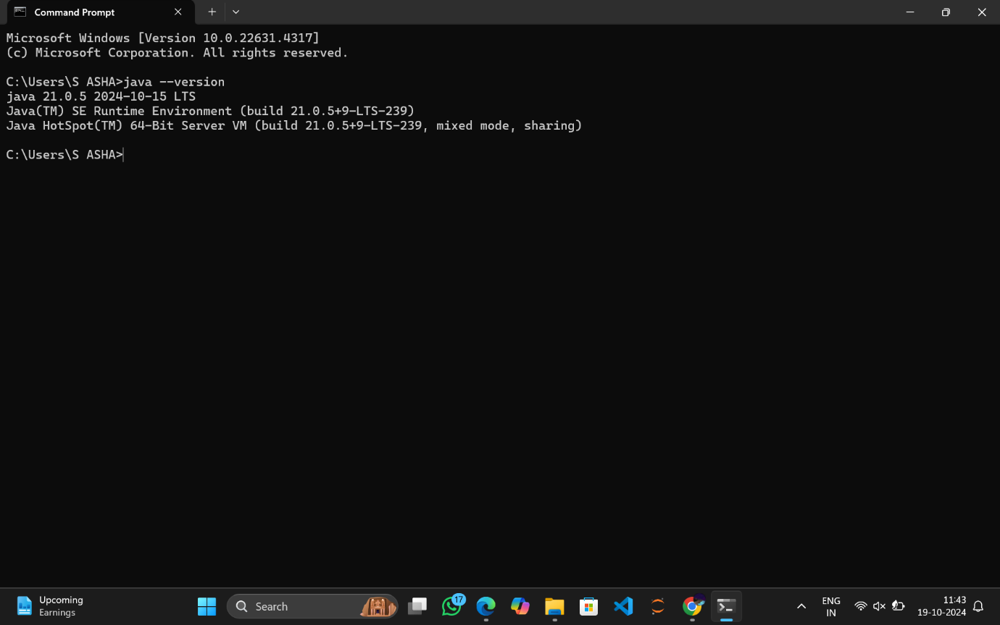 Command Prompt
Microsoft Windows [Version 10.0.22631.4317]
(c) Microsoft Corporation. All rights reserved.
C:\Users\S ASHA>java --version
java 21.0.5 2024-10-15 LTS
Java(TM) SE Runtime Environment (build 21.0.5+9-LTS-239)
Java HotSpot(TM) 64-Bit Server VM (build 21.0.5+9-LTS-239, mixed mode, sharing)
C:\Users\S ASHA>
Upcoming
Earnings
Search
17
ENG
IN
11:43
19-10-2024